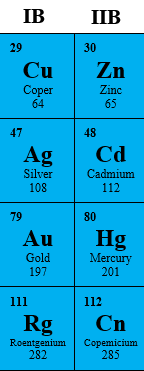 IB IIB
29 30
Cu Zn
Coper Zinc
64 65
47 48
Ag Cd
Silver Cadmium
108 112
79 80
Au Hg
Gold Mercury
197 201
111 112
Rg Cn
Roentgenium Copemicium
282 285